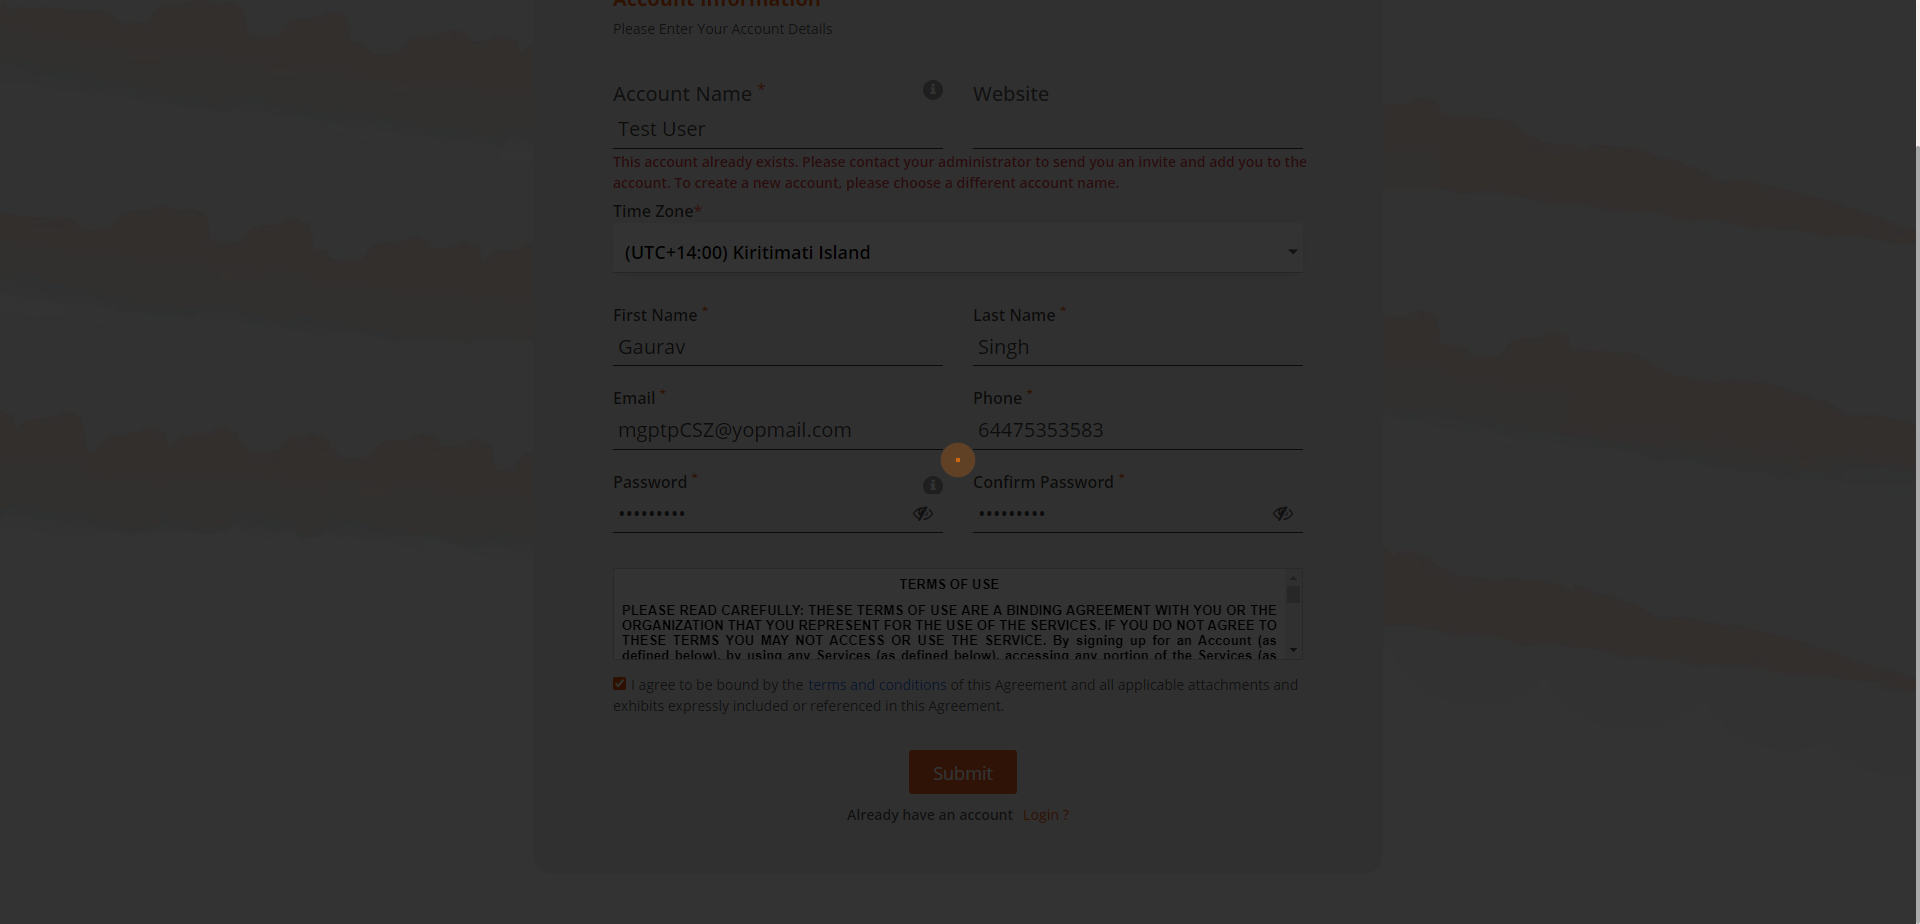 Account Information
Please Enter Your Account Details
Account Name *
Website
Test User
This account already exists. Please contact your administrator to send you an invite and add you to the
account. To create a new account, please choose a different account name.
Time Zone*
(UTC+14:00) Kiritimati Island
First Name *
Last Name *
Gaurav
Singh
Email *
Phone *
mgptpCSZ@yopmail.com
64475353583
Password *
Confirm Password *
•••••••••
•••••••••
TERMS OF USE
PLEASE READ CAREFULLY: THESE TERMS OF USE ARE A BINDING AGREEMENT WITH YOU OR THE
ORGANIZATION THAT YOU REPRESENT FOR THE USE OF THE SERVICES. IF YOU DO NOT AGREE TO
THESE TERMS YOU MAY NOT ACCESS OR USE THE SERVICE. By signing up for an Account (as
defined below), by using any Services (as defined below), accessing any portion of the Services (as
I agree to be bound by the terms and conditions of this Agreement and all applicable attachments and
exhibits expressly included or referenced in this Agreement.
Submit
Already have an account Login ?